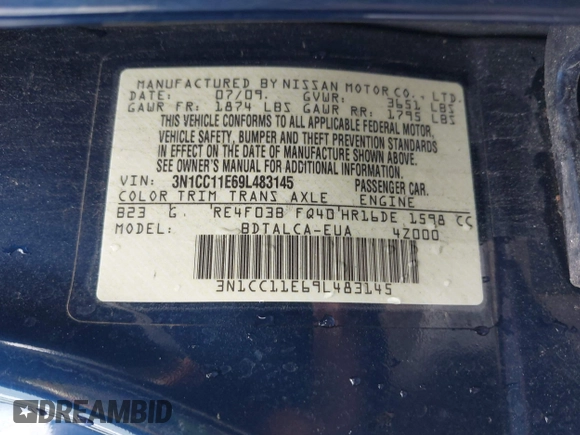 MANUFACTURED BY NISSAN MOTOR CO., LTD.
DATE: 07/09. GVWR: 3651 LBS
GAWR FR: 1874 LBS GAWR RR: 1795 LBS
THIS VEHICLE CONFORMS TO ALL APPLICABLE FEDERAL MOTOR
VEHICLE SAFETY, BUMPER AND THEFT PREVENTION STANDARDS
IN EFFECT ON THE DATE OF MANUFACTURE SHOWN ABOVE.
SEE OWNER'S MANUAL FOR ADDITIONAL INFORMATION.
VIN: 3N1CC11E69L483145 PASSENGER CAR.
COLOR TRIM TRANS AXLE ENGINE
B23 G. RE4F03B FQ40 HR16DE 1598 CC
MODEL: BDTALCA-EUA 4Z000
3N1CC11E69L483145
DREAMBID